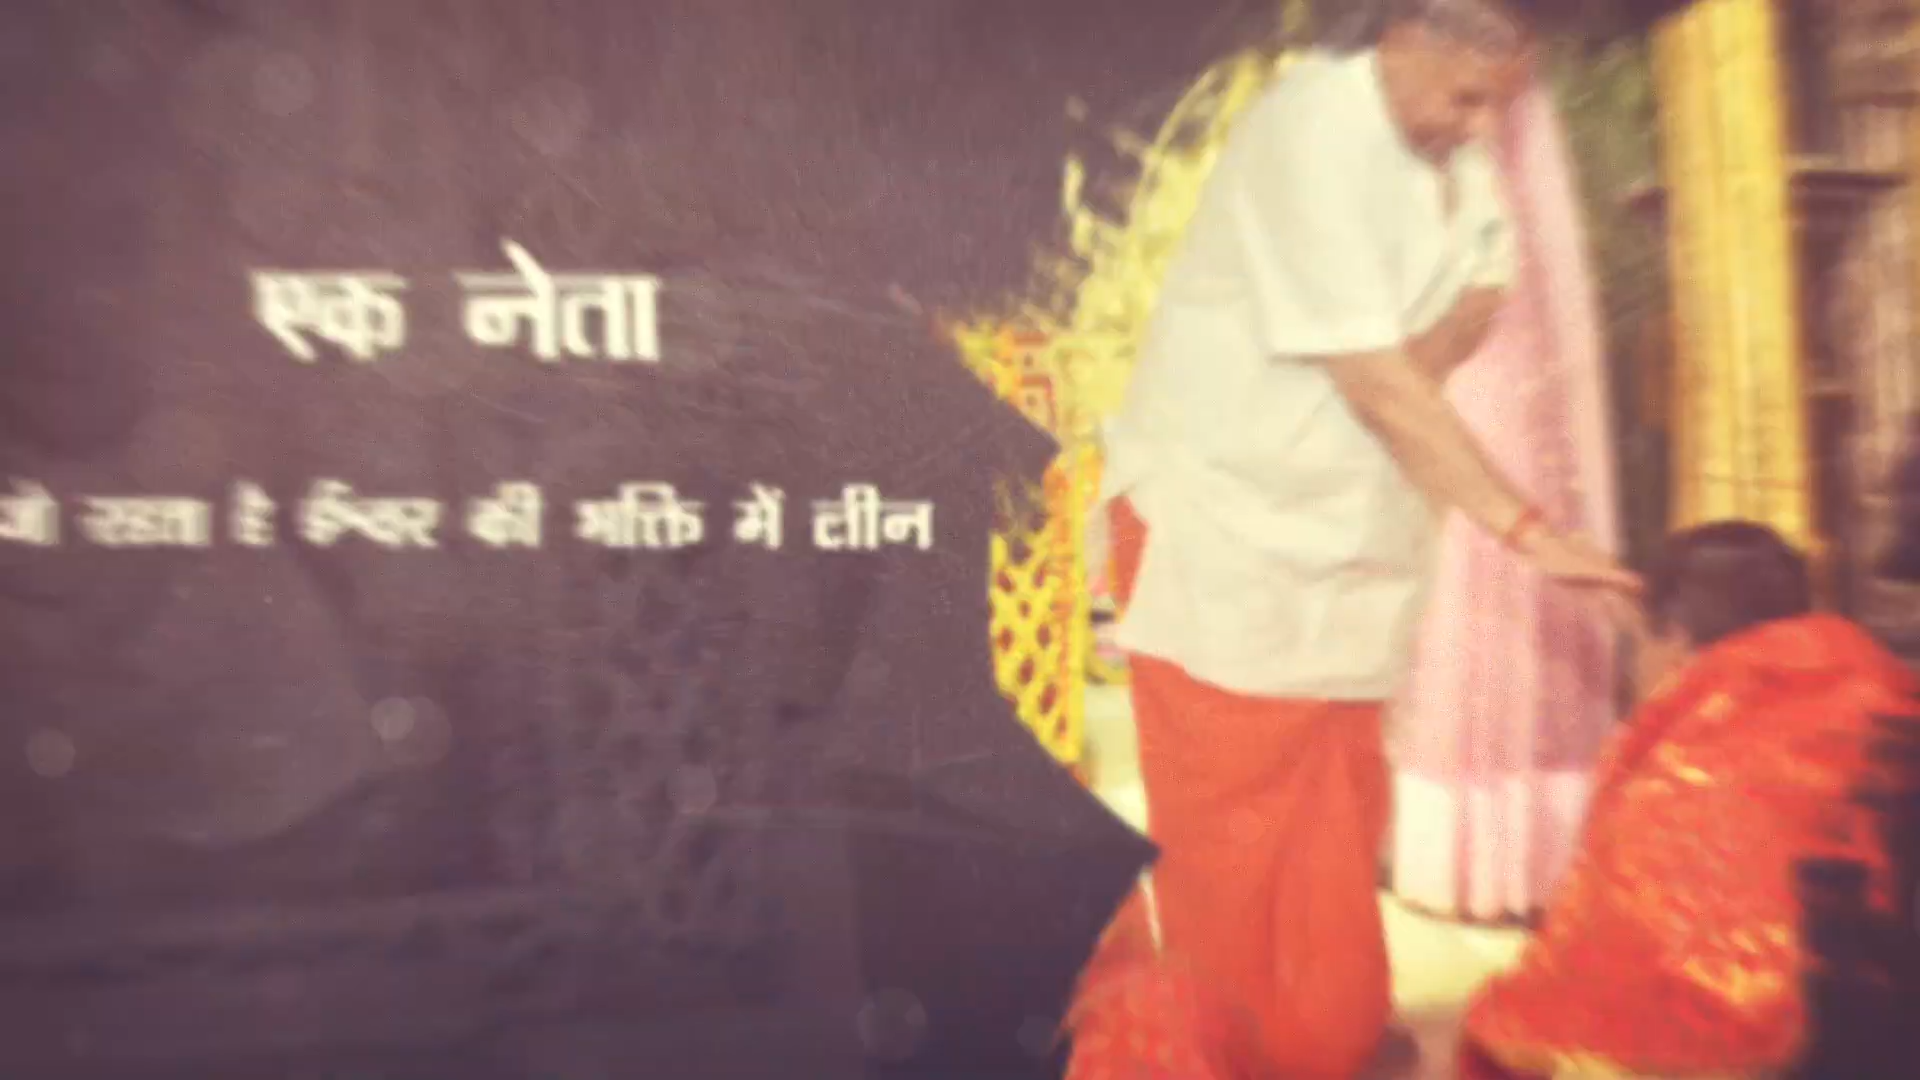 एक नेता
जो रहता है ईश्वर की भक्ति में लीन